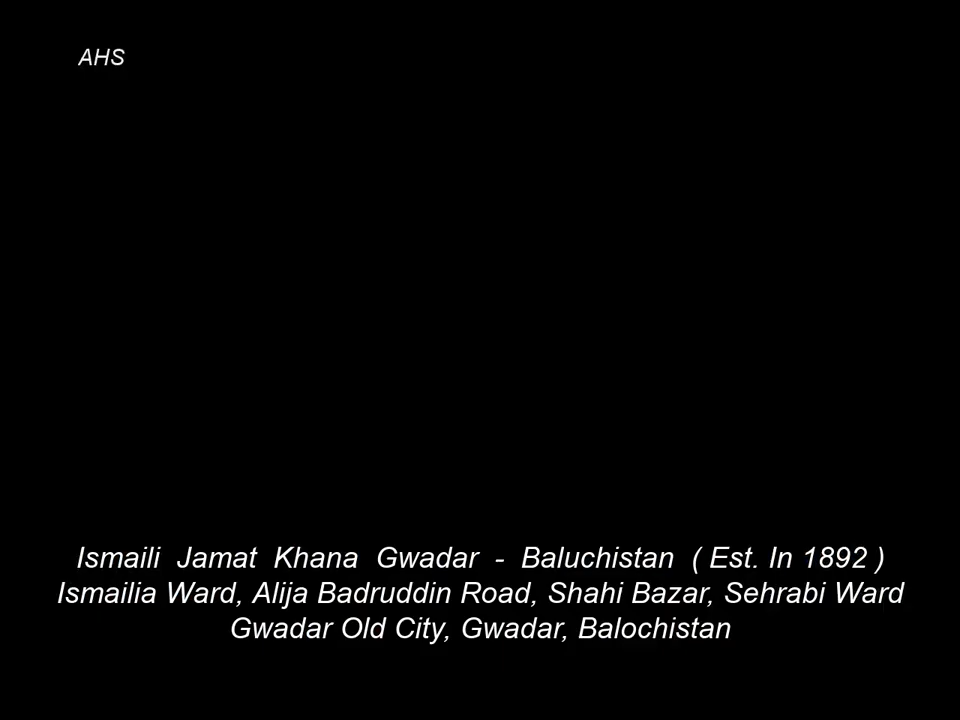 AHS
Ismaili Jamat Khana Gwadar - Baluchistan ( Est. In 1892 )
Ismailia Ward, Alija Badruddin Road, Shahi Bazar, Sehrabi Ward
Gwadar Old City, Gwadar, Balochistan